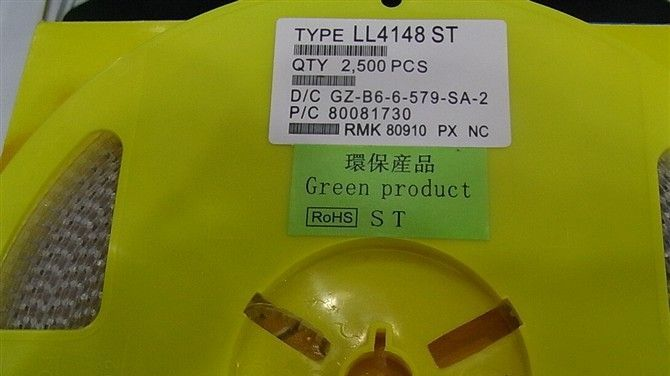 TYPE LL4148 ST
QTY 2,500 PCS
D/C GZ-B6-6-579-SA-2
P/C 80081730
RMK 80910 PX NC
環保産品
Green product
RoHS ST